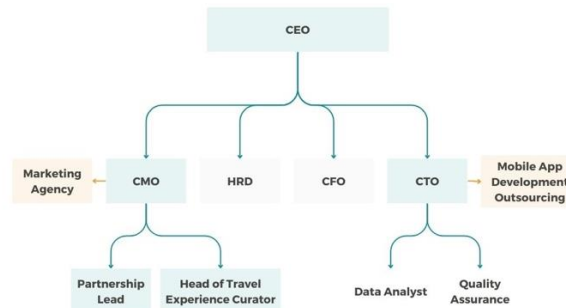 CEO
Marketing
Agency
CMO
HRD
CFO
CTO
Mobile App
Development
Outsourcing
Partnership
Lead
Head of Travel
Experience Curator
Data Analyst
Quality
Assurance